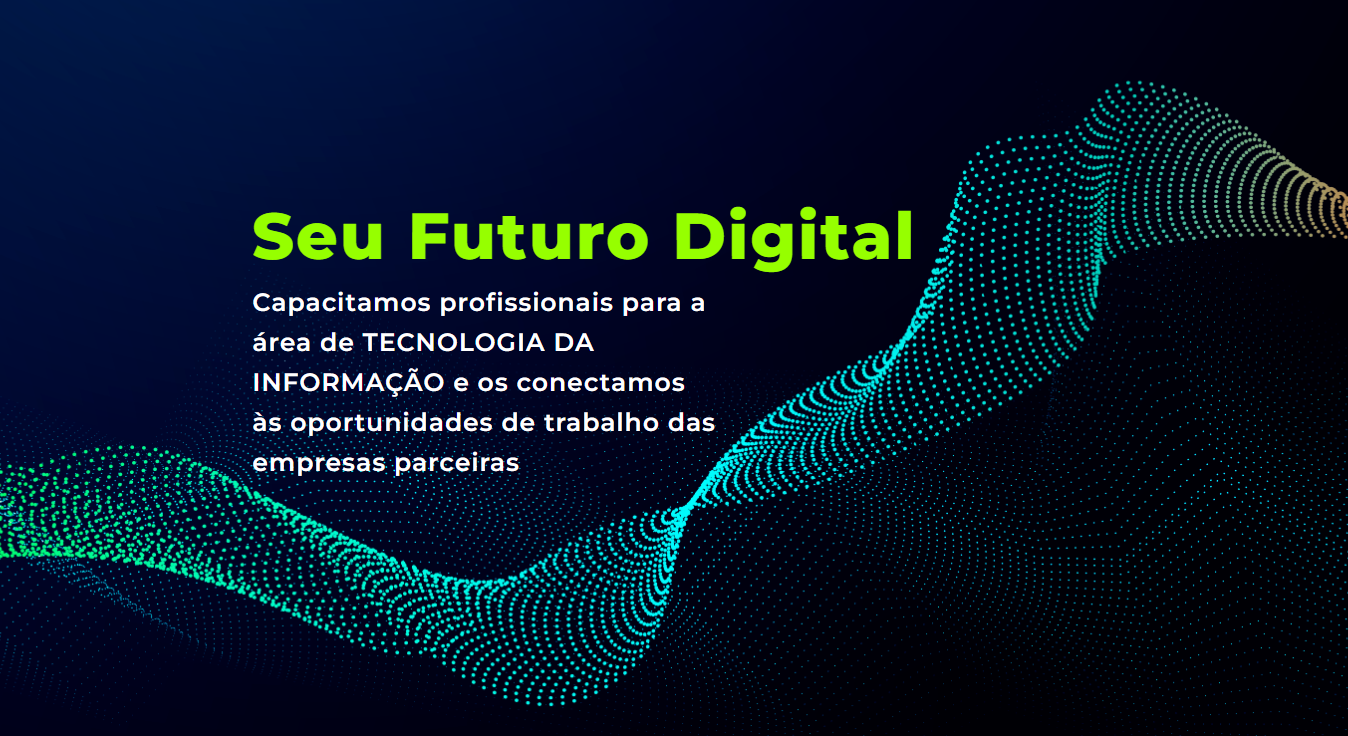 Seu Futuro Digital
Capacitamos profissionais para a
área de TECNOLOGIA DA
INFORMAÇÃO e os conectamos
às oportunidades de trabalho das
empresas parceiras